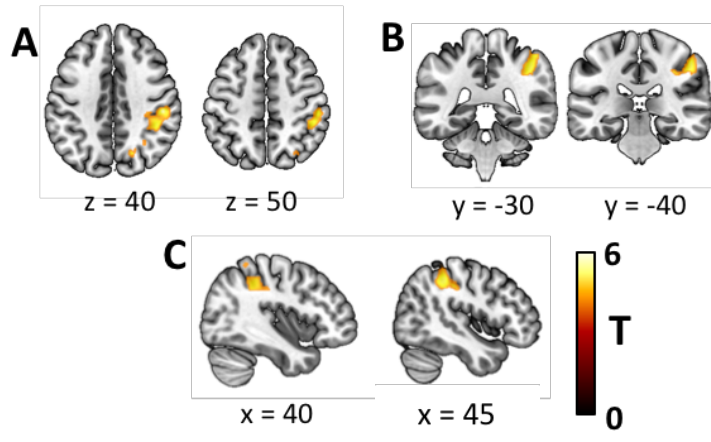 A
z = 40
z = 50
B
y = -30
y = -40
C
x = 40
x = 45
6
T
0